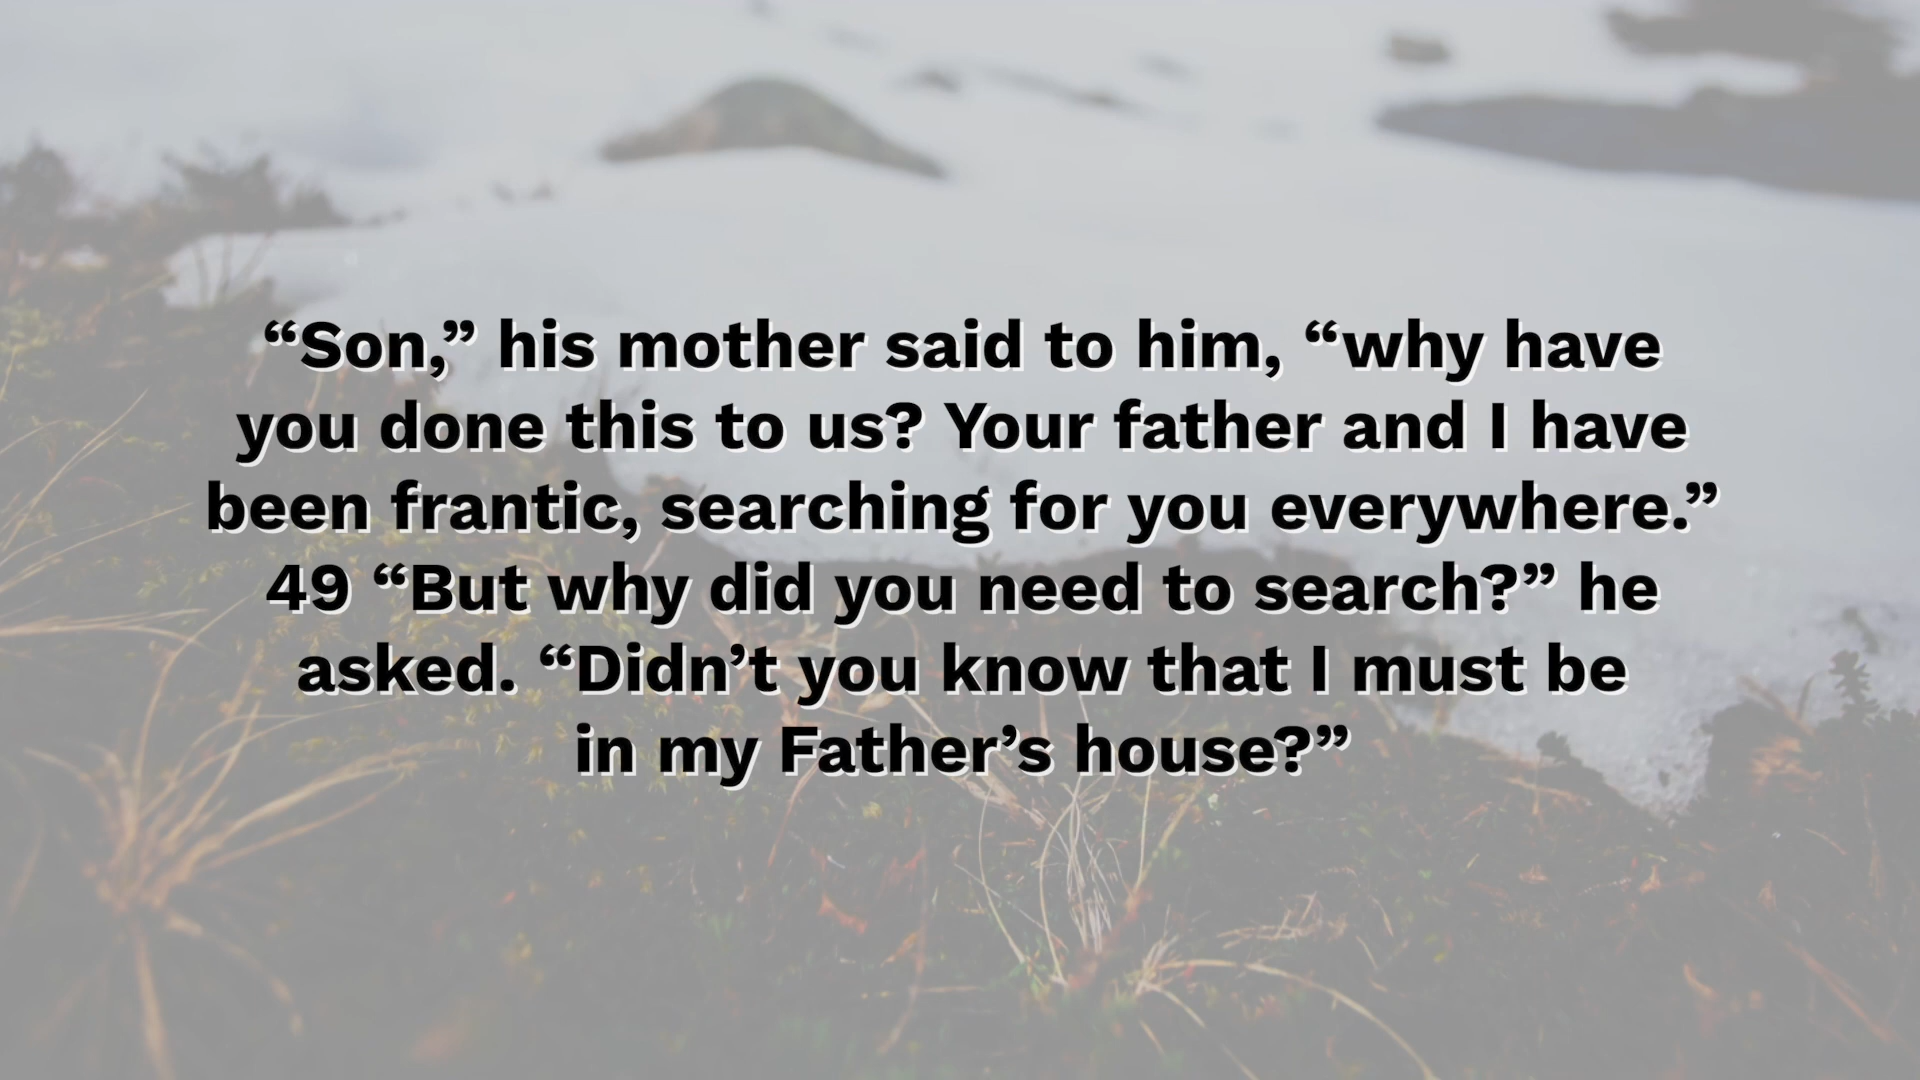 “Son,” his mother said to him, “why have
you done this to us? Your father and I have
been frantic, searching for you everywhere.”
49 “But why did you need to search?” he
asked. “Didn’t you know that I must be
in my Father’s house?”